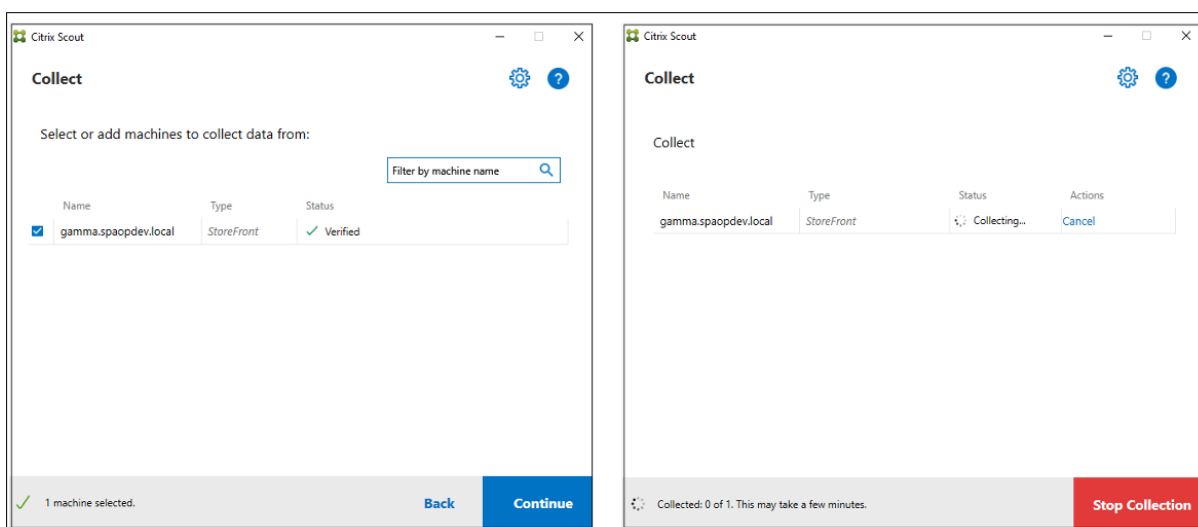 Citrix Scout
Collect
?
Select or add machines to collect data from:
Filter by machine name
Name Type Status
gamma.spaopdev.local StoreFront Verified
1 machine selected. Back Continue
Citrix Scout
Collect
?
Collect
Name Type Status Actions
gamma.spaopdev.local StoreFront Collecting... Cancel
Collected: 0 of 1. This may take a few minutes. Stop Collection